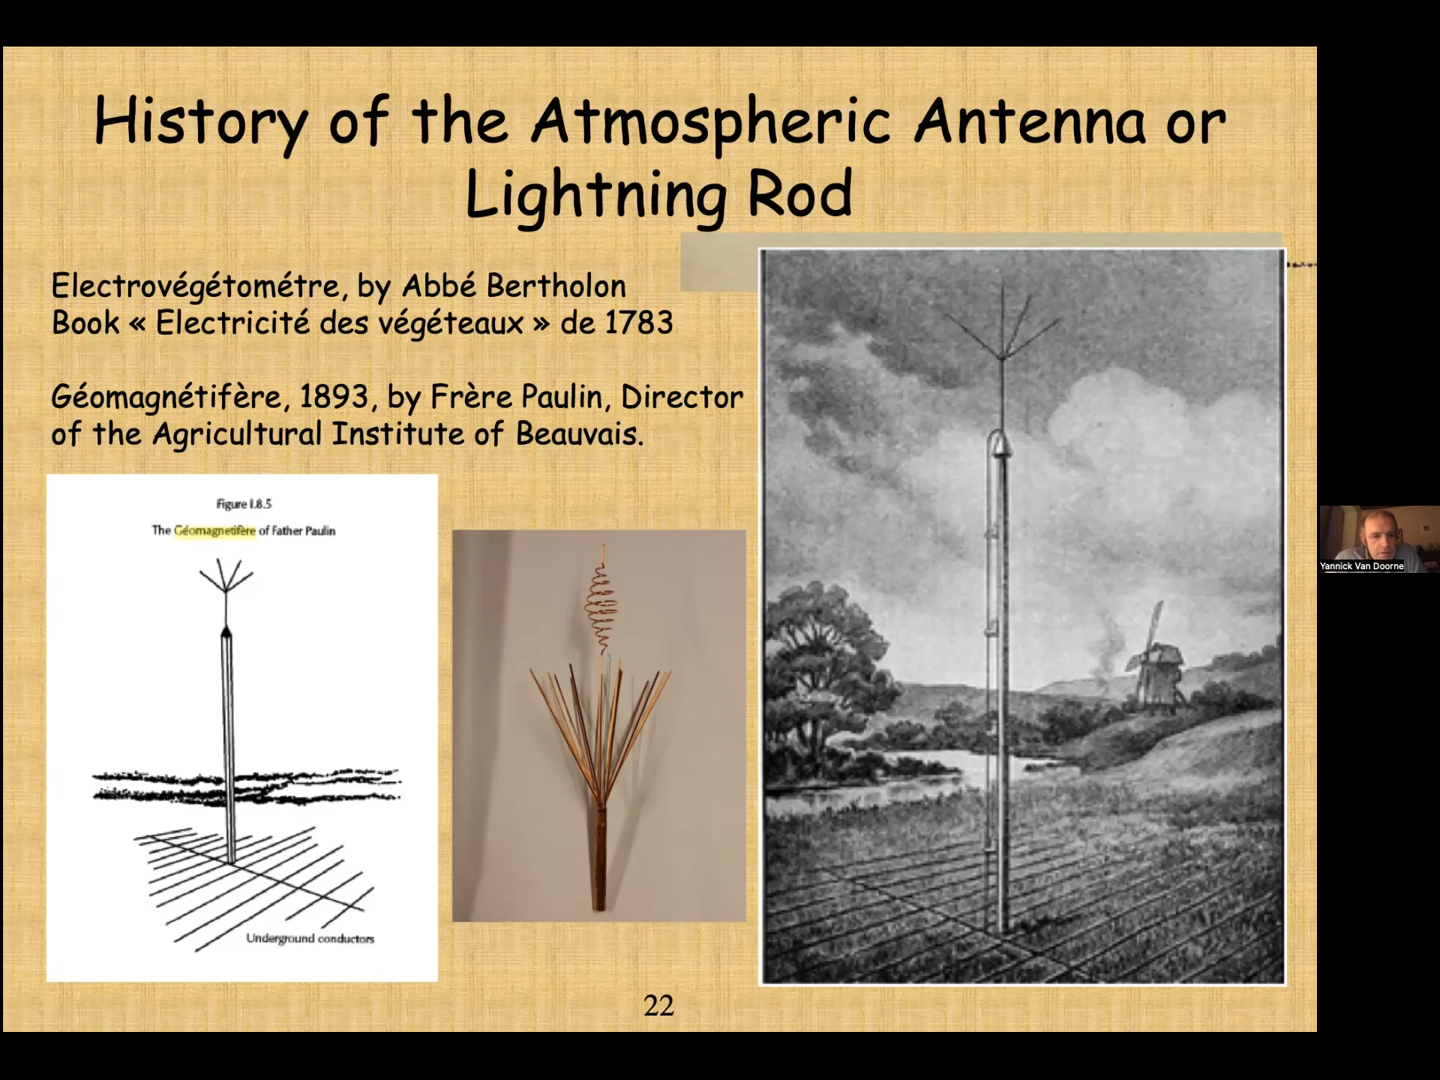 History of the Atmospheric Antenna or
Lightning Rod
Electrovégétométre, by Abbé Bertholon
Book « Electricité des végéteaux » de 1783
Géomagnétifère, 1893, by Frère Paulin, Director
of the Agricultural Institute of Beauvais.
Figure I.8.5
The Géomagnetifère of Father Paulin
Underground conductors
22
Yannick Van Doorne